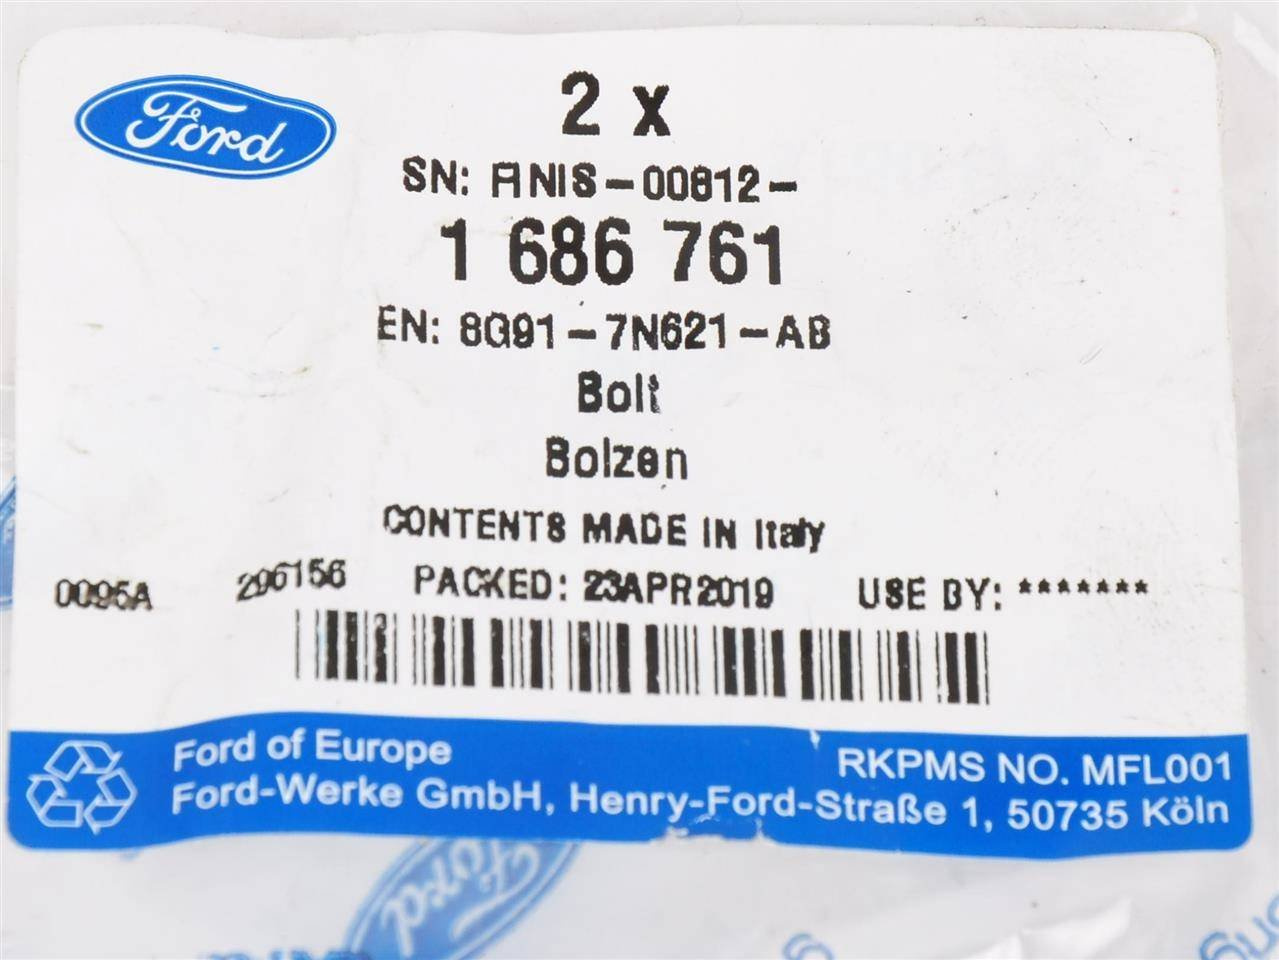 Ford
2 x
SN: FINIS-00812-
1 686 761
EN: 8G91-7N621-AB
Bolt
Bolzen
CONTENTS MADE IN Italy
0095A 296156 PACKED: 23APR2019 USE BY: *******
Ford of Europe
RKPMS NO. MFL001
Ford-Werke GmbH, Henry-Ford-Straße 1, 50735 Köln
Ford